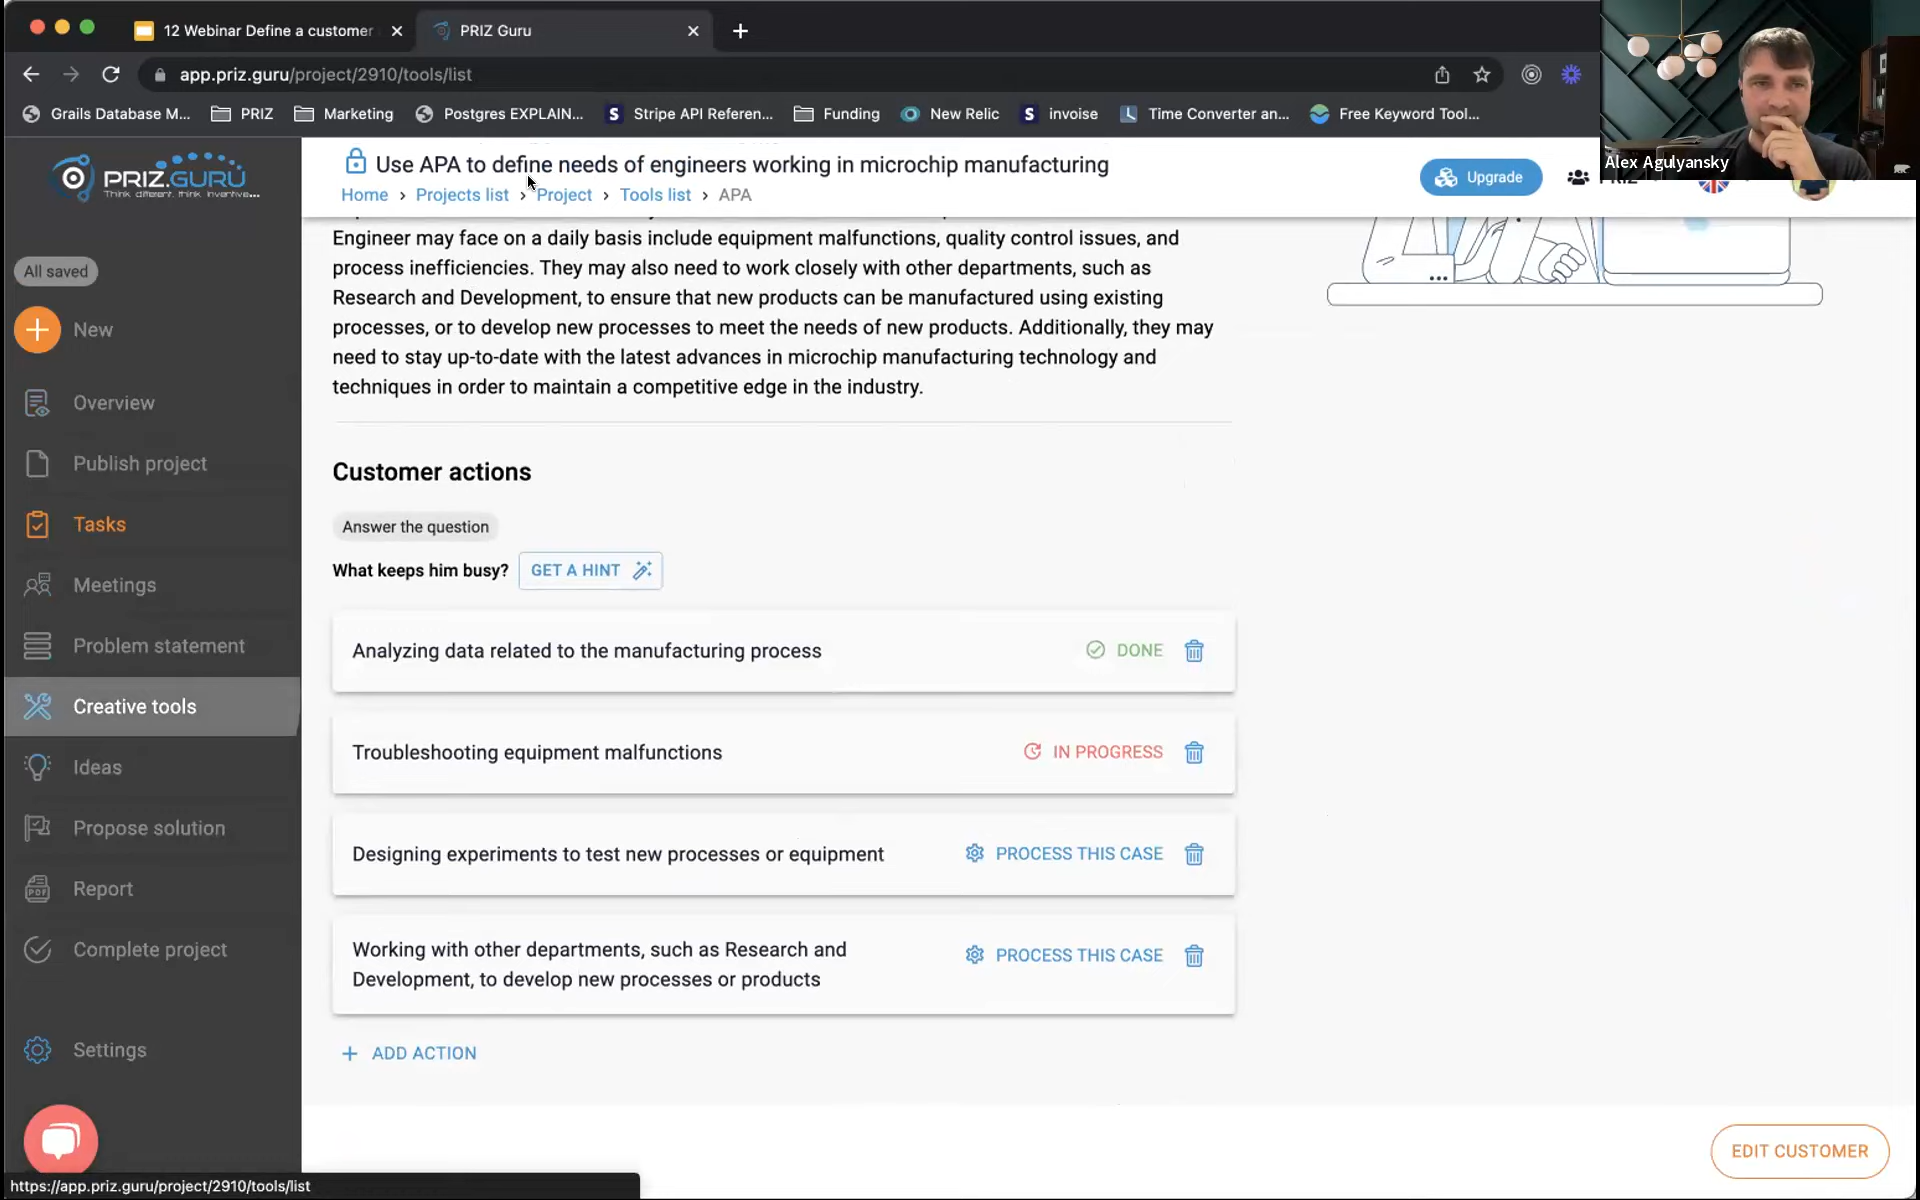 12 Webinar Define a customer
PRIZ Guru
app.priz.guru/project/2910/tools/list
Grails Database M...
PRIZ
Marketing
Postgres EXPLAIN...
Stripe API Referen...
Funding
New Relic
invoise
Time Converter an...
Free Keyword Tool...
Alex Agulyansky
PRIZ.GURU
Think different, think inventive...
Use APA to define needs of engineers working in microchip manufacturing
Home › Projects list › Project › Tools list › APA
Upgrade
All saved
New
Overview
Publish project
Tasks
Meetings
Problem statement
Creative tools
Ideas
Propose solution
Report
Complete project
Settings
Engineer may face on a daily basis include equipment malfunctions, quality control issues, and
process inefficiencies. They may also need to work closely with other departments, such as
Research and Development, to ensure that new products can be manufactured using existing
processes, or to develop new processes to meet the needs of new products. Additionally, they may
need to stay up-to-date with the latest advances in microchip manufacturing technology and
techniques in order to maintain a competitive edge in the industry.
Customer actions
Answer the question
What keeps him busy?
GET A HINT
Analyzing data related to the manufacturing process
DONE
Troubleshooting equipment malfunctions
IN PROGRESS
Designing experiments to test new processes or equipment
PROCESS THIS CASE
Working with other departments, such as Research and
Development, to develop new processes or products
PROCESS THIS CASE
+ ADD ACTION
EDIT CUSTOMER
https://app.priz.guru/project/2910/tools/list